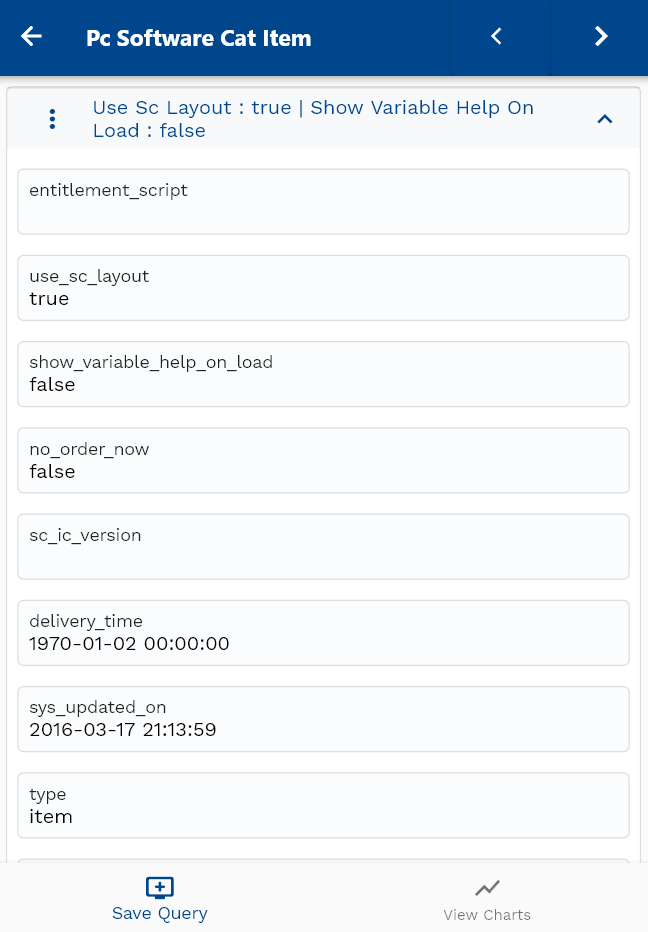 Pc Software Cat Item
Use Sc Layout : true | Show Variable Help On
Load : false
entitlement_script
use_sc_layout
true
show_variable_help_on_load
false
no_order_now
false
sc_ic_version
delivery_time
1970-01-02 00:00:00
sys_updated_on
2016-03-17 21:13:59
type
item
Save Query
View Charts